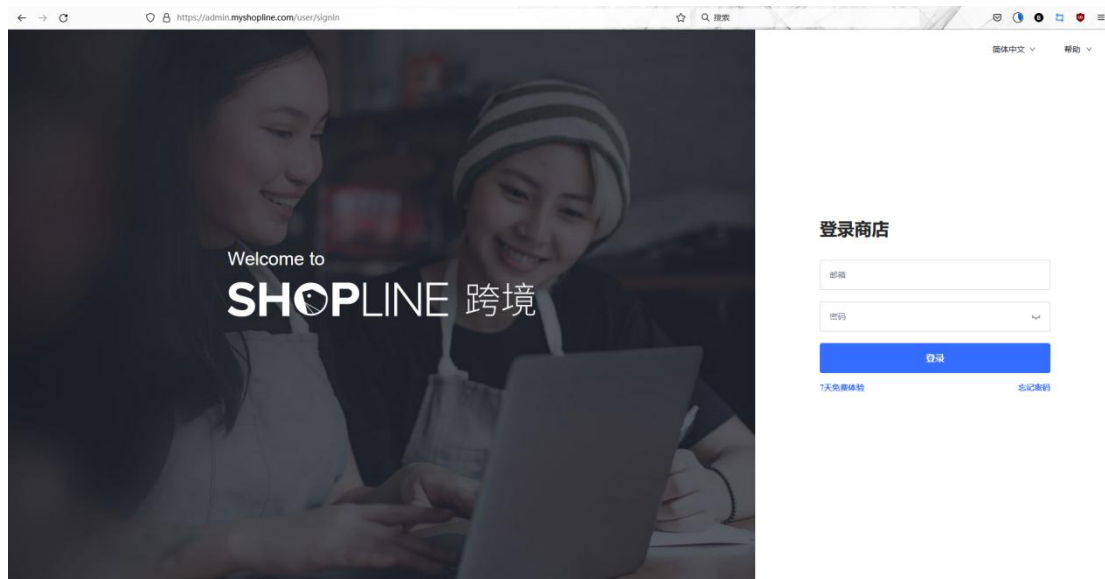 https://admin.myshopline.com/user/signin
搜索
简体中文
帮助
Welcome to
SHOPLINE 跨境
登录商店
邮箱
密码
登录
7天免费体验
忘记密码